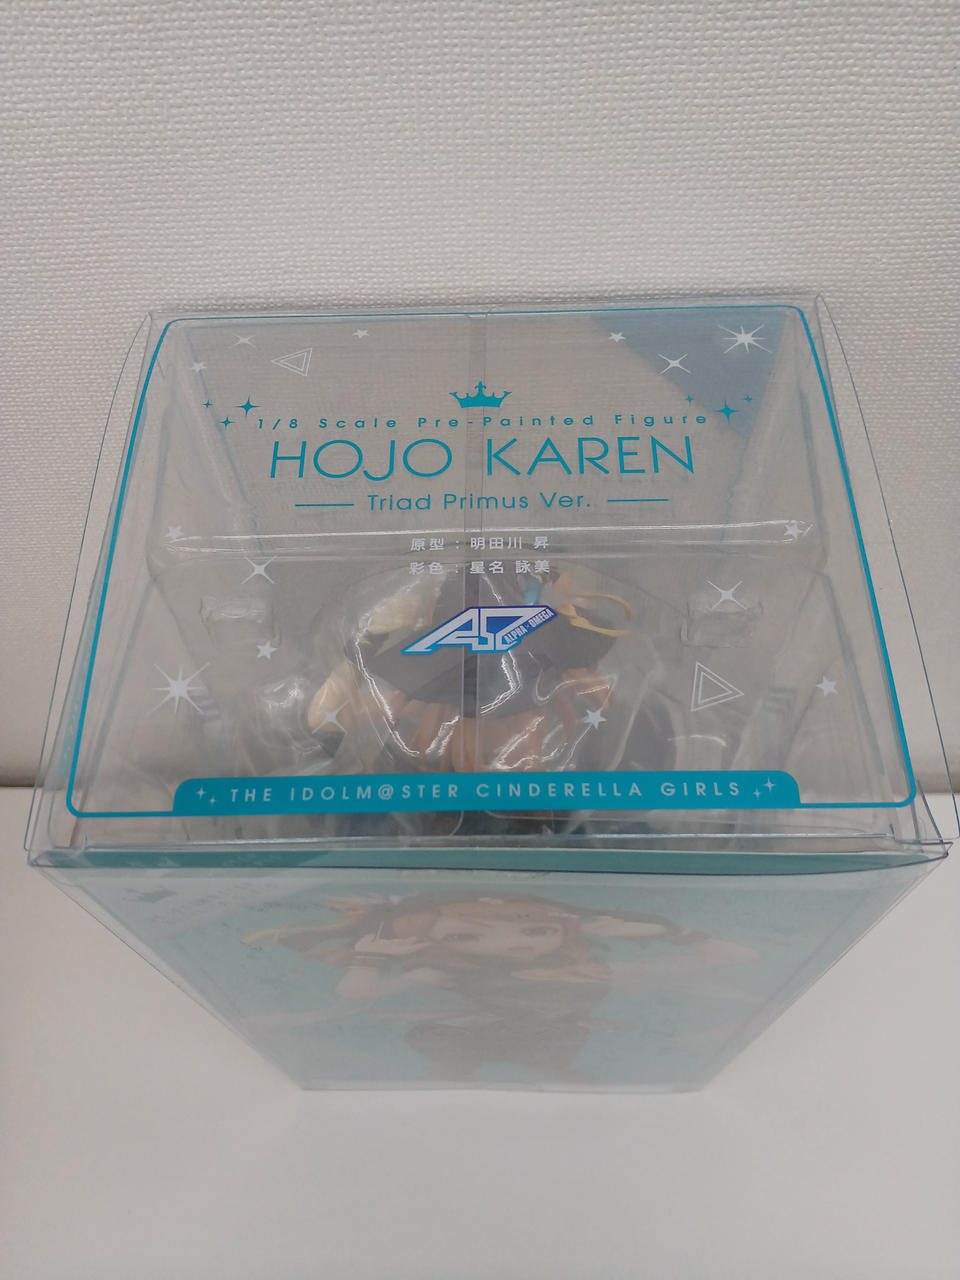 1/8 Scale Pre-Painted Figure
HOJO KAREN
Triad Primus Ver.
原型：明田川 昇
彩色：星名 詠美
AΩ ALPHA×OMEGA
THE IDOLM@STER CINDERELLA GIRLS